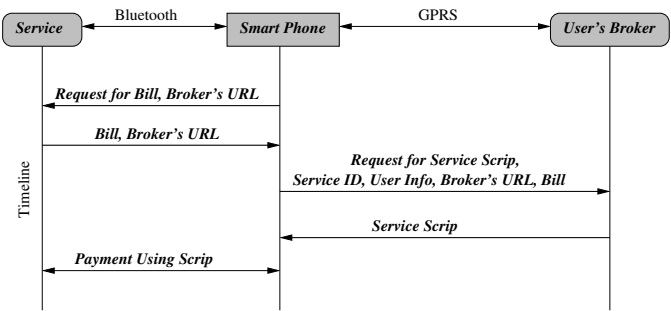 Service
Bluetooth
Smart Phone
GPRS
User's Broker
Request for Bill, Broker's URL
Bill, Broker's URL
Request for Service Scrip,
Service ID, User Info, Broker's URL, Bill
Timeline
Service Scrip
Payment Using Scrip